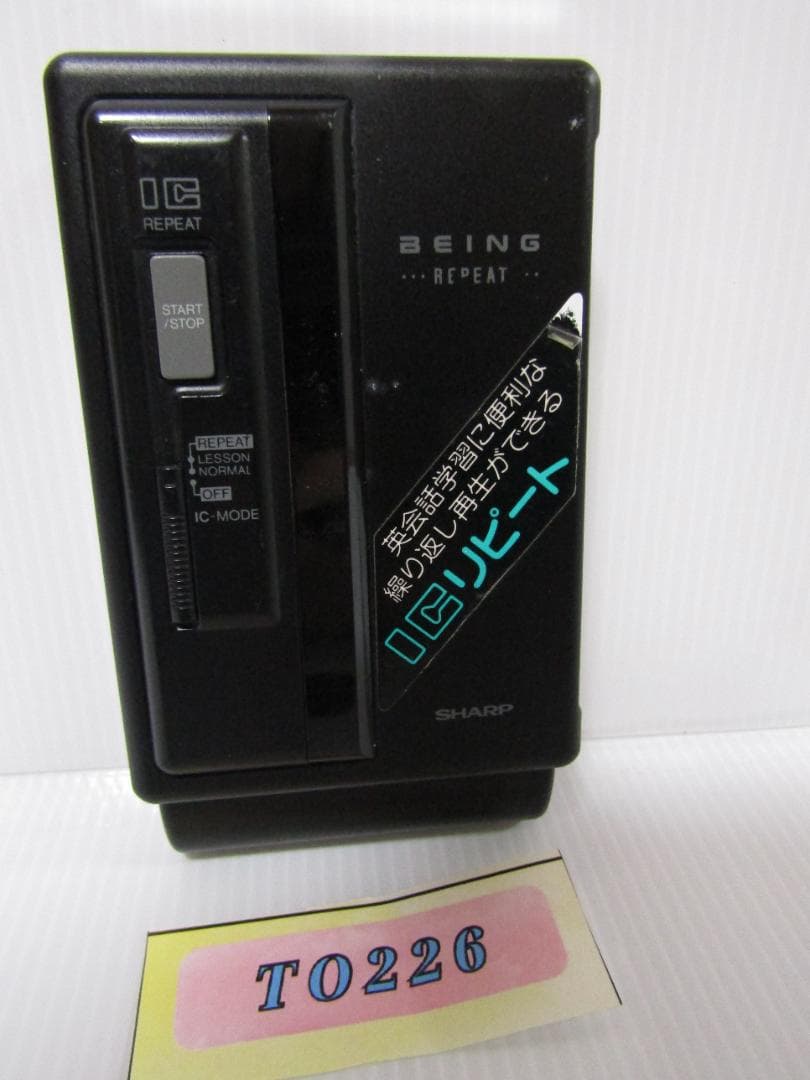 IC
REPEAT
START
/STOP
REPEAT
LESSON
NORMAL
OFF
IC-MODE
BEING
REPEAT
英会話学習に便利な
繰り返し再生ができる
ICリピート
SHARP
TO226